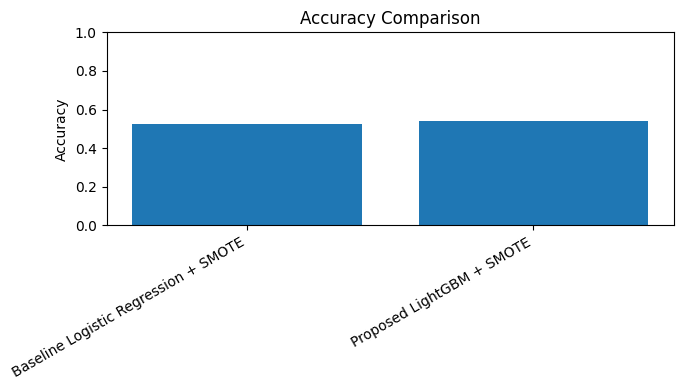 Accuracy Comparison
1.0
0.8
0.6
0.4
0.2
0.0
Accuracy
Baseline Logistic Regression + SMOTE
Proposed LightGBM + SMOTE